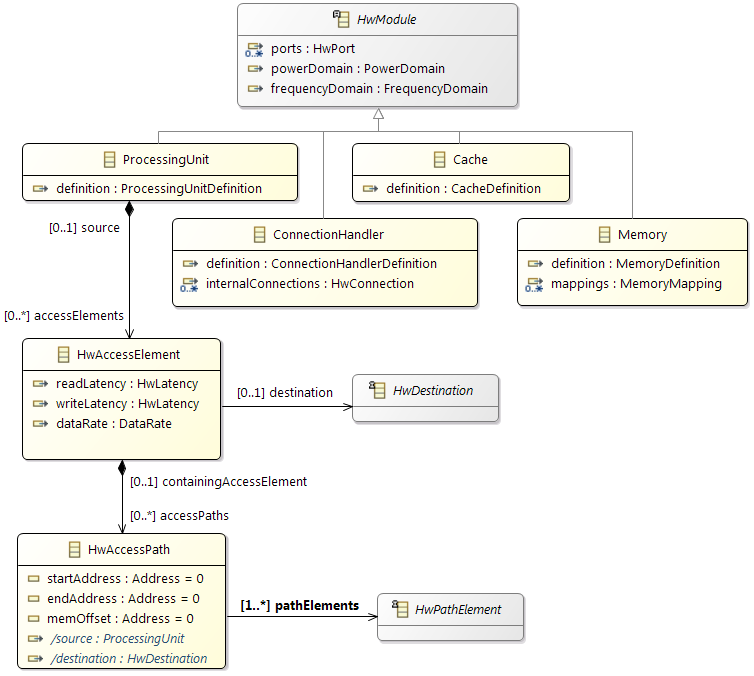 HwModule
ports : HwPort
0..*
powerDomain : PowerDomain
frequencyDomain : FrequencyDomain
ProcessingUnit
definition : ProcessingUnitDefinition
Cache
definition : CacheDefinition
[0..1] source
ConnectionHandler
definition : ConnectionHandlerDefinition
internalConnections : HwConnection
0..*
Memory
definition : MemoryDefinition
mappings : MemoryMapping
0..*
[0..*] accessElements
HwAccessElement
readLatency : HwLatency
writeLatency : HwLatency
dataRate : DataRate
[0..1] destination
HwDestination
[0..1] containingAccessElement
[0..*] accessPaths
HwAccessPath
startAddress : Address = 0
endAddress : Address = 0
memOffset : Address = 0
/source : ProcessingUnit
/destination : HwDestination
[1..*] pathElements
HwPathElement